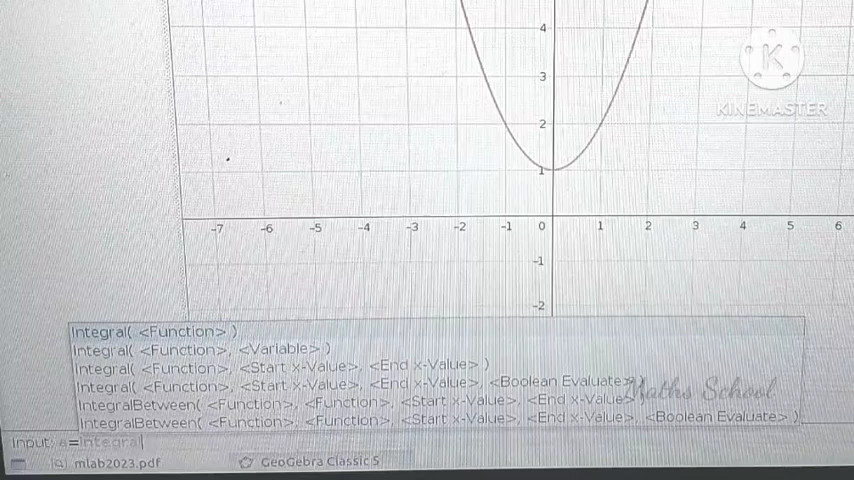 4
3
KINEMASTER
2
1
-7 -6 -5 -4 -3 -2 -1 0 1 2 3 4 5 6
-1
-2
Integral( <Function> )
Integral( <Function>, <Variable> )
Integral( <Function>, <Start x-Value>, <End x-Value> )
Integral( <Function>, <Start x-Value>, <End x-Value>, <Boolean Evaluate>
Maths School
IntegralBetween( <Function>, <Function>, <Start x-Value>, <End x-Value>
IntegralBetween( <Function>, <Function>, <Start x-Value>, <End x-Value>, <Boolean Evaluate> )
Input: a=Integral
mlab2023.pdf GeoGebra Classic 5